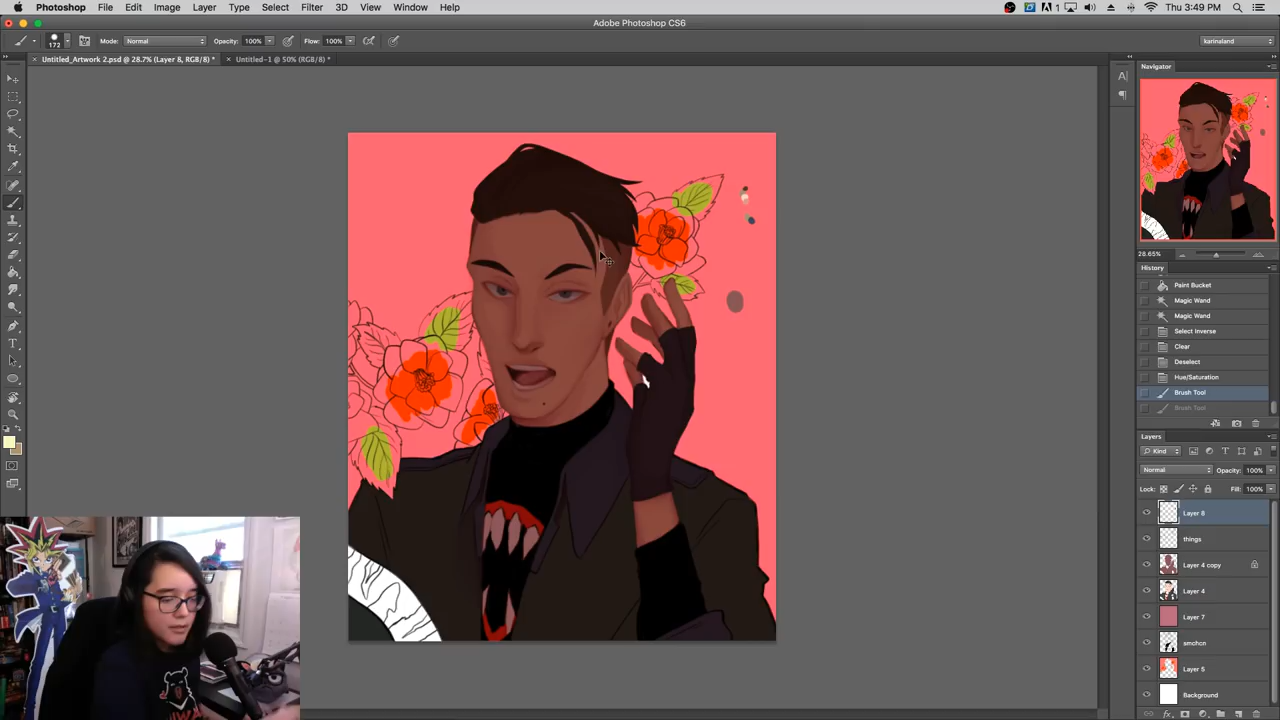 Photoshop File Edit Image Layer Type Select Filter 3D View Window Help
1 Thu 3:49 PM
Adobe Photoshop CS6
172 Mode: Normal Opacity: 100% Flow: 100% karinaland
Untitled_Artwork 2.psd @ 28.7% (Layer 8, RGB/8) * Untitled-1 @ 50% (RGB/8) *
Navigator
28.65%
History
Paint Bucket
Magic Wand
Magic Wand
Select Inverse
Clear
Deselect
Hue/Saturation
Brush Tool
Brush Tool
Layers
Kind
Normal Opacity: 100%
Lock: Fill: 100%
Layer 8
things
Layer 4 copy
Layer 4
Layer 7
smchcn
Layer 5
Background